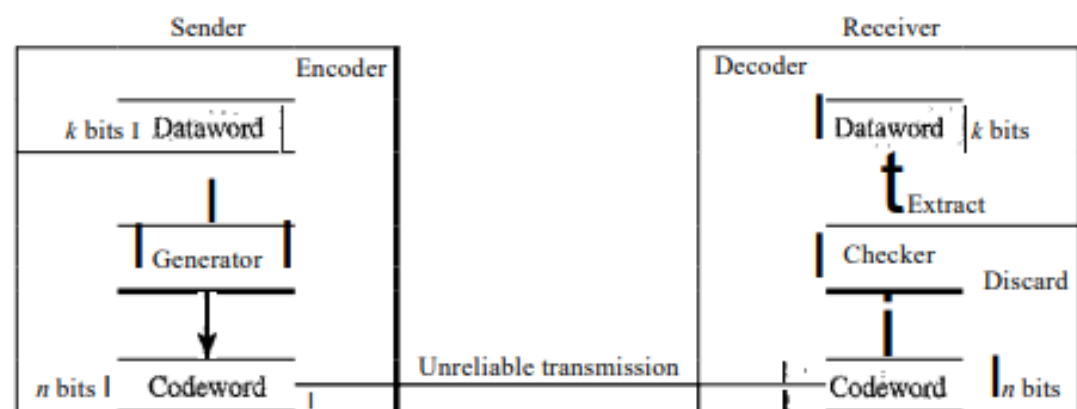 Sender
Receiver
Encoder
Decoder
k bits Dataword
Dataword k bits
Extract
Generator
Checker
Discard
Unreliable transmission
n bits Codeword
Codeword n bits